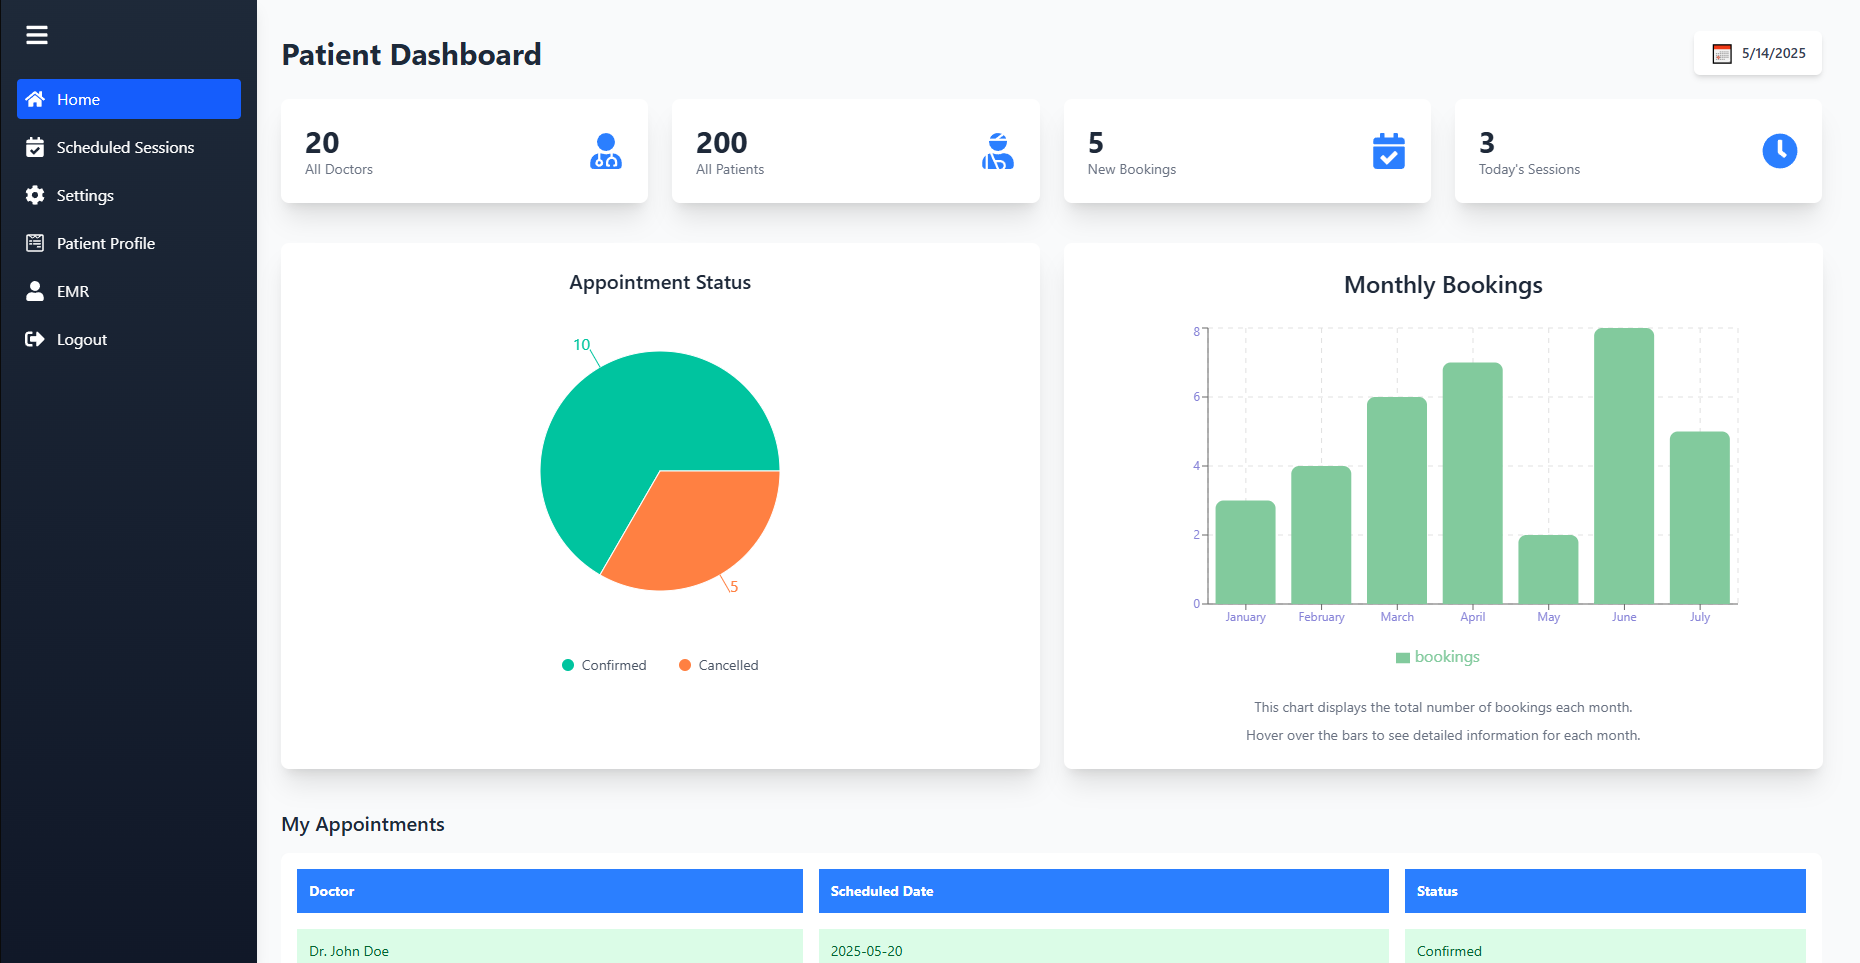 Home
Scheduled Sessions
Settings
Patient Profile
EMR
Logout
Patient Dashboard
5/14/2025
20
All Doctors
200
All Patients
5
New Bookings
3
Today's Sessions
Appointment Status
10
5
Confirmed
Cancelled
Monthly Bookings
8
6
4
2
0
January February March April May June July
bookings
This chart displays the total number of bookings each month.
Hover over the bars to see detailed information for each month.
My Appointments
Doctor Scheduled Date Status
Dr. John Doe 2025-05-20 Confirmed